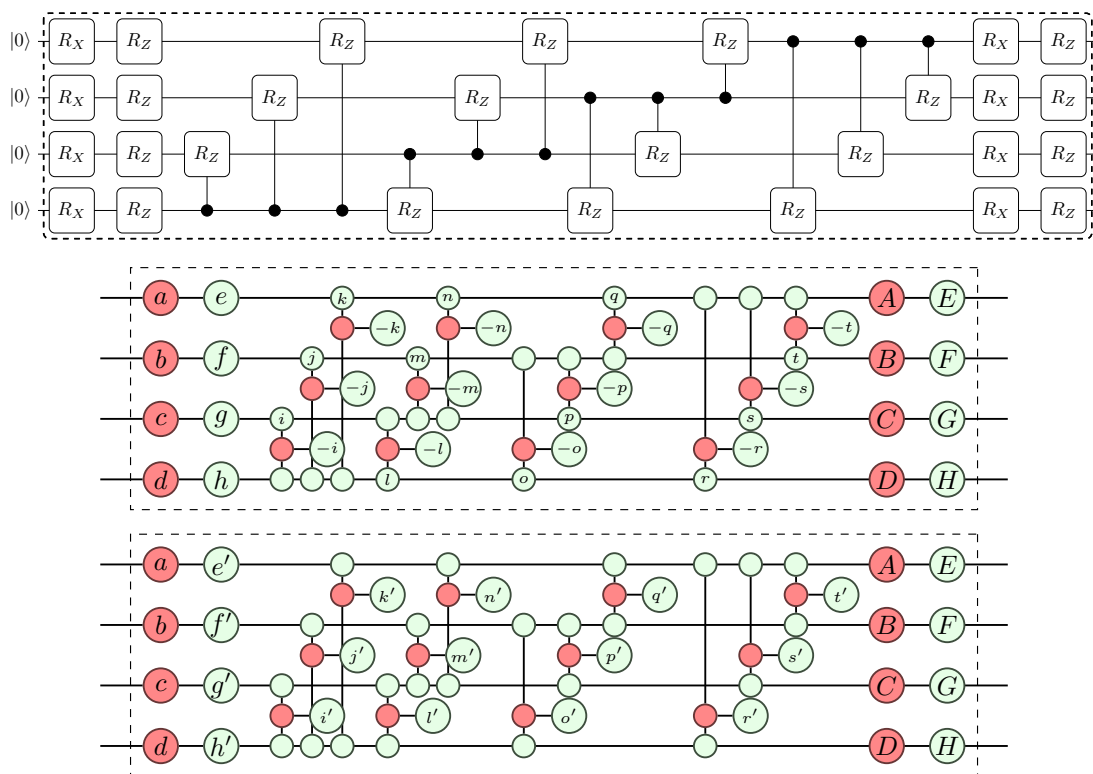 |0⟩ R_X R_Z R_Z R_Z R_Z R_X R_Z
|0⟩ R_X R_Z R_Z R_Z R_Z R_X R_Z
|0⟩ R_X R_Z R_Z R_Z R_Z R_X R_Z
|0⟩ R_X R_Z R_Z R_Z R_Z R_X R_Z
a e k n q A E
−k −n −q −t
b f j m t B F
−j −m −p −s
c g i p s C G
−i −l −o −r
d h l o r D H
a e′ A E
k′ n′ q′ t′
b f′ B F
j′ m′ p′ s′
c g′ C G
i′ l′ o′ r′
d h′ D H